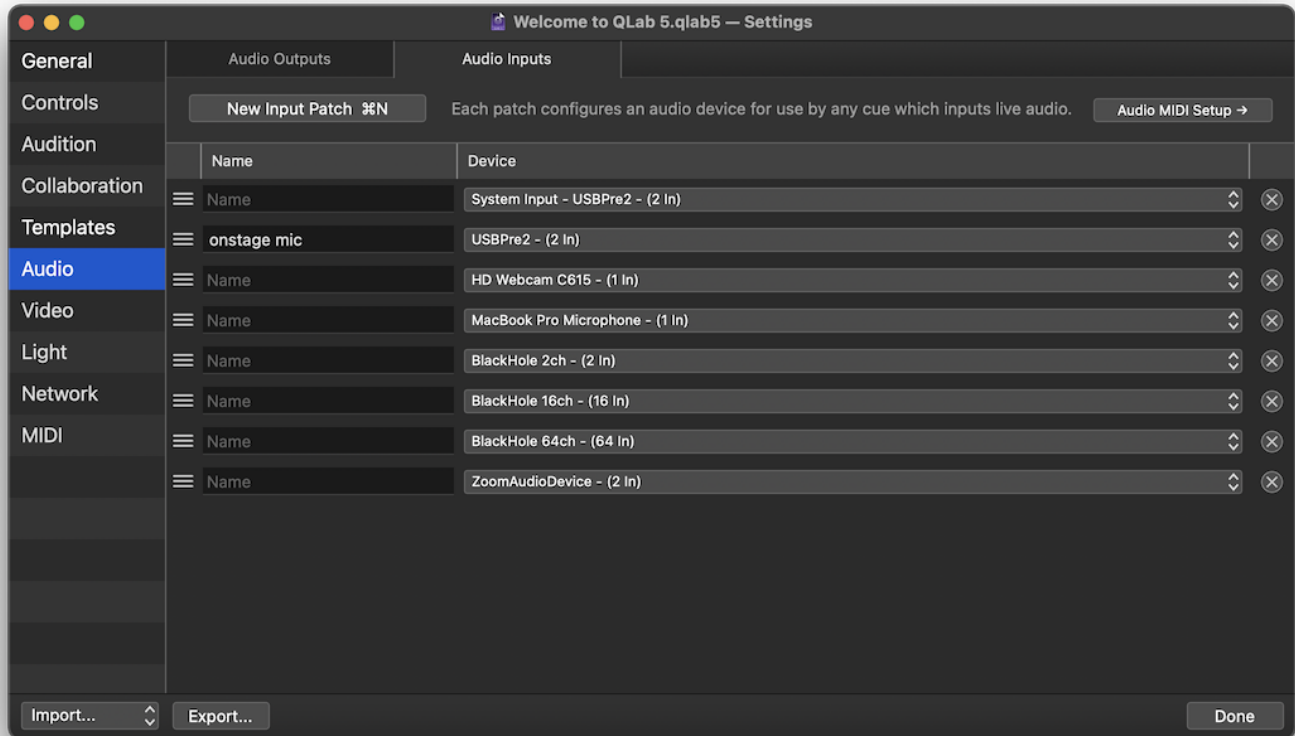 Welcome to QLab 5.qlab5 — Settings
General
Controls
Audition
Collaboration
Templates
Audio
Video
Light
Network
MIDI
Audio Outputs
Audio Inputs
New Input Patch ⌘N
Each patch configures an audio device for use by any cue which inputs live audio.
Audio MIDI Setup →
Name Device
Name System Input - USBPre2 - (2 In)
onstage mic USBPre2 - (2 In)
Name HD Webcam C615 - (1 In)
Name MacBook Pro Microphone - (1 In)
Name BlackHole 2ch - (2 In)
Name BlackHole 16ch - (16 In)
Name BlackHole 64ch - (64 In)
Name ZoomAudioDevice - (2 In)
Import... Export... Done